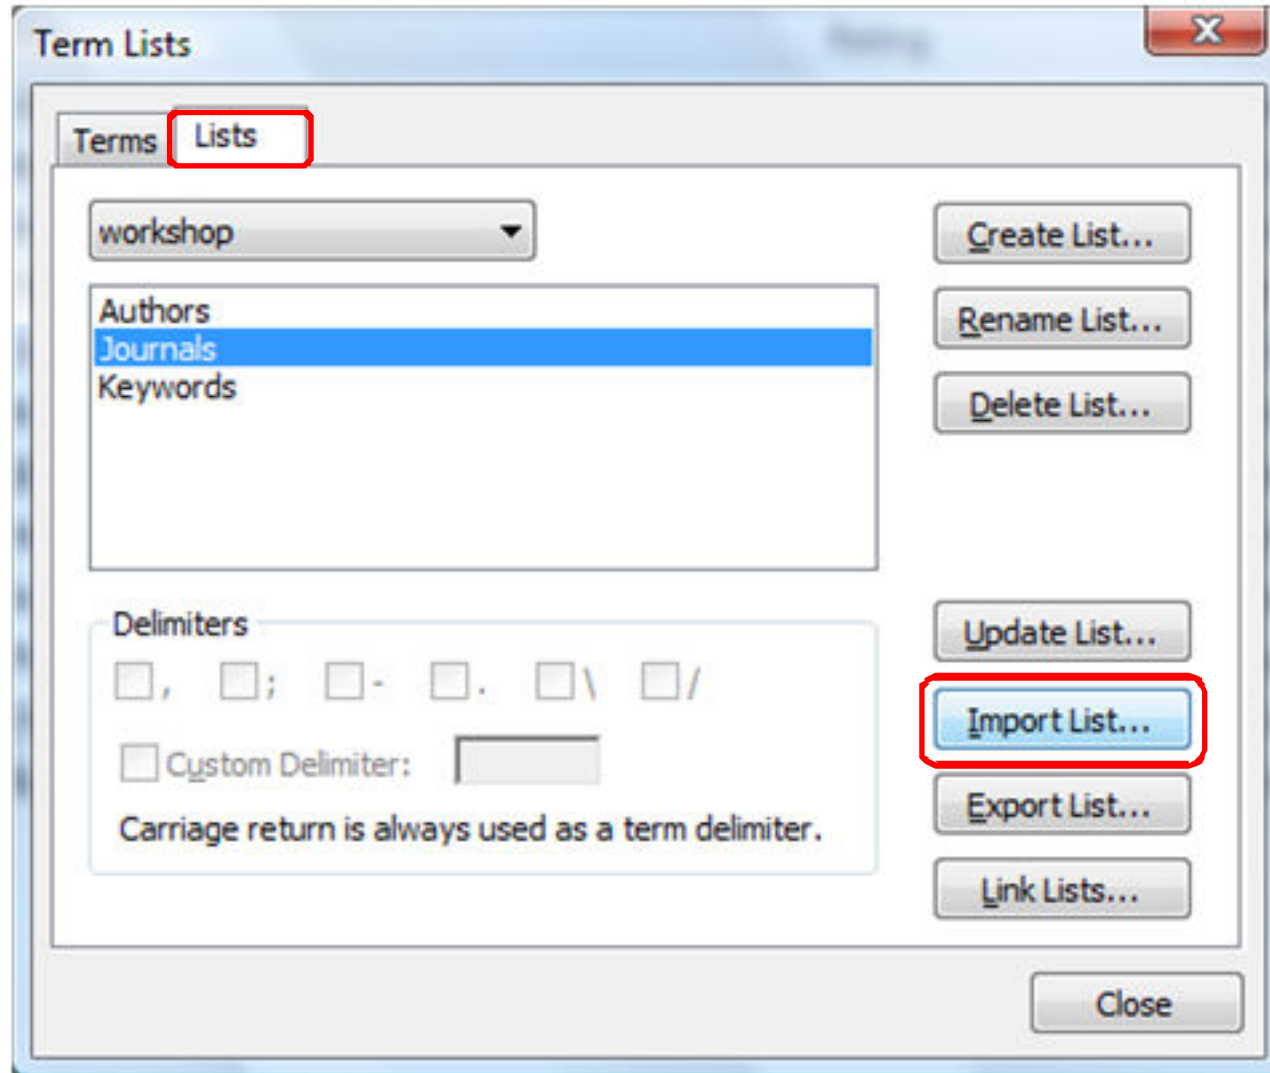 Term Lists
Terms
Lists
workshop
Create List...
Authors
Rename List...
Journals
Keywords
Delete List...
Delimiters
Update List...
, ; - . \ /
Import List...
Custom Delimiter:
Export List...
Carriage return is always used as a term delimiter.
Link Lists...
Close